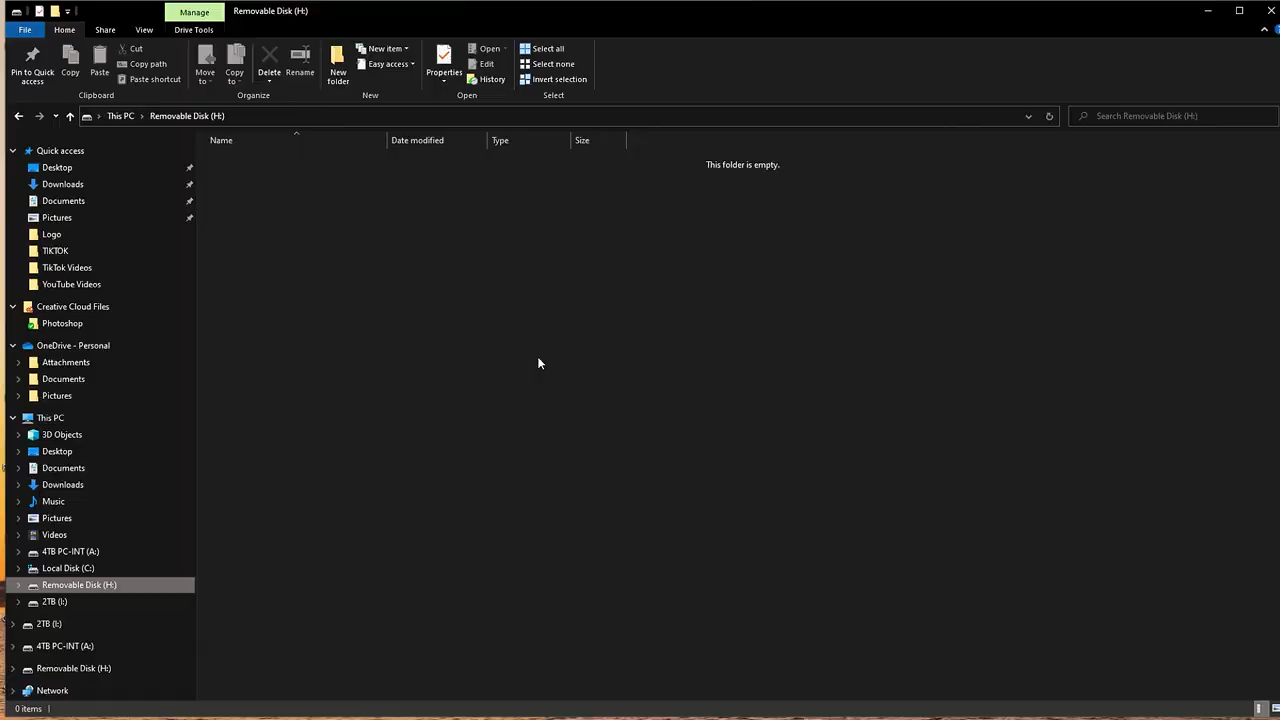 Manage
Removable Disk (H:)
File
Home
Share
View
Drive Tools
Pin to Quick access
Copy
Paste
Cut
Copy path
Paste shortcut
Clipboard
Move to
Copy to
Delete
Rename
Organize
New folder
New item
Easy access
New
Properties
Open
Edit
History
Open
Select all
Select none
Invert selection
Select
This PC
Removable Disk (H:)
Search Removable Disk (H:)
Name
Date modified
Type
Size
This folder is empty.
Quick access
Desktop
Downloads
Documents
Pictures
Logo
TIKTOK
TikTok Videos
YouTube Videos
Creative Cloud Files
Photoshop
OneDrive - Personal
Attachments
Documents
Pictures
This PC
3D Objects
Desktop
Documents
Downloads
Music
Pictures
Videos
4TB PC-INT (A:)
Local Disk (C:)
Removable Disk (H:)
2TB (I:)
2TB (I:)
4TB PC-INT (A:)
Removable Disk (H:)
Network
0 items